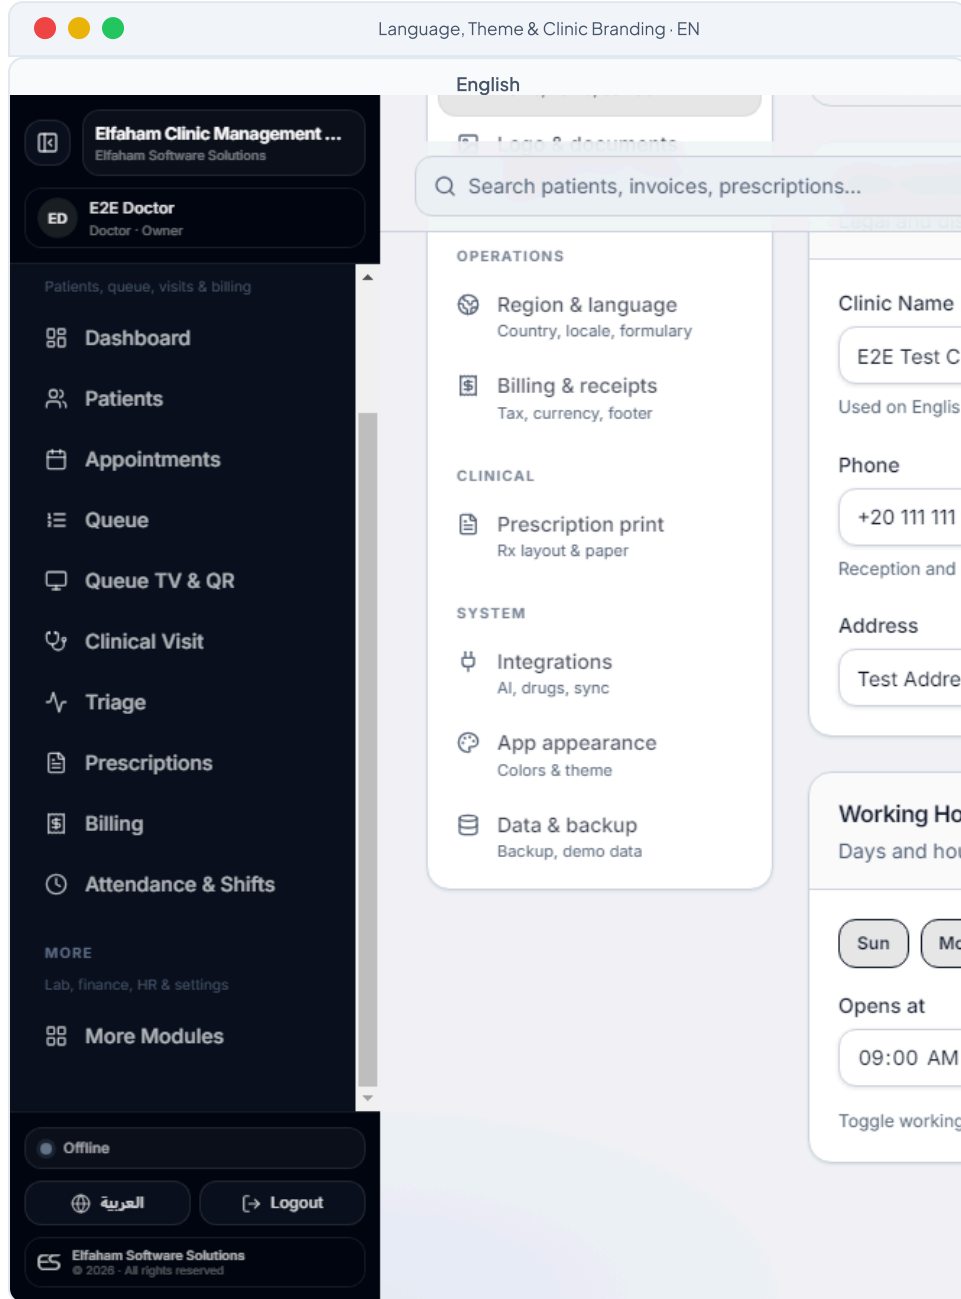 Language, Theme & Clinic Branding · EN
English
Elfaham Clinic Management ...
Elfaham Software Solutions
E2E Doctor
ED
Doctor · Owner
Patients, queue, visits & billing
Dashboard
Patients
Appointments
Queue
Queue TV & QR
Clinical Visit
Triage
Prescriptions
Billing
Attendance & Shifts
MORE
Lab, finance, HR & settings
More Modules
Offline
العربية
Logout
ES
Elfaham Software Solutions
© 2026 - All rights reserved
Logo & documents
Search patients, invoices, prescriptions...
OPERATIONS
Region & language
Country, locale, formulary
Billing & receipts
Tax, currency, footer
CLINICAL
Prescription print
Rx layout & paper
SYSTEM
Integrations
AI, drugs, sync
App appearance
Colors & theme
Data & backup
Backup, demo data
Legal and dis
Clinic Name
E2E Test C
Used on Englis
Phone
+20 111 111
Reception and
Address
Test Addre
Working Ho
Days and hou
Sun
Mo
Opens at
09:00 AM
Toggle working